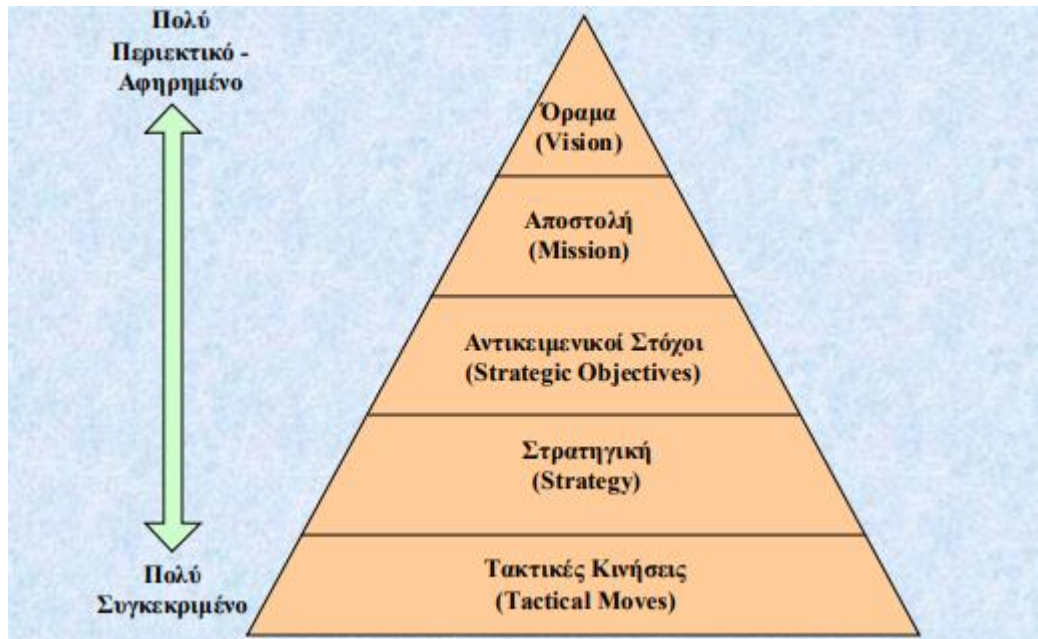 Πολύ
Περιεκτικό -
Αφηρημένο
Όραμα
(Vision)
Αποστολή
(Mission)
Αντικειμενικοί Στόχοι
(Strategic Objectives)
Στρατηγική
(Strategy)
Τακτικές Κινήσεις
(Tactical Moves)
Πολύ
Συγκεκριμένο